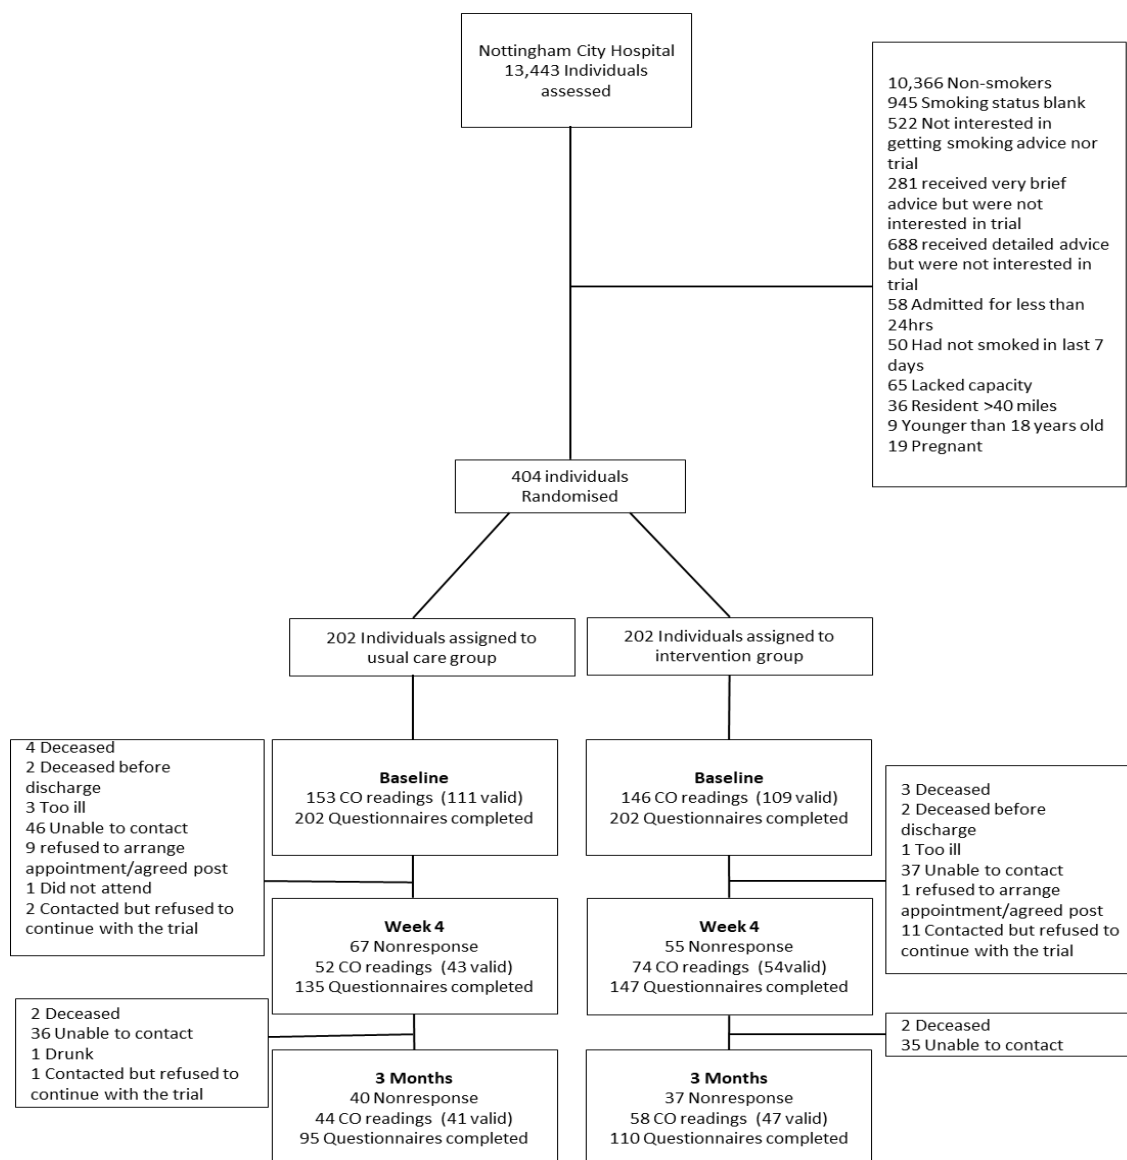 Nottingham City Hospital
13,443 Individuals
assessed
10,366 Non-smokers
945 Smoking status blank
522 Not interested in
getting smoking advice nor
trial
281 received very brief
advice but were not
interested in trial
688 received detailed advice
but were not interested in
trial
58 Admitted for less than
24hrs
50 Had not smoked in last 7
days
65 Lacked capacity
36 Resident >40 miles
9 Younger than 18 years old
19 Pregnant
404 individuals
Randomised
202 Individuals assigned to
usual care group
202 Individuals assigned to
intervention group
4 Deceased
2 Deceased before
discharge
3 Too ill
46 Unable to contact
9 refused to arrange
appointment/agreed post
1 Did not attend
2 Contacted but refused to
continue with the trial
Baseline
153 CO readings (111 valid)
202 Questionnaires completed
Baseline
146 CO readings (109 valid)
202 Questionnaires completed
3 Deceased
2 Deceased before
discharge
1 Too ill
37 Unable to contact
1 refused to arrange
appointment/agreed post
11 Contacted but refused to
continue with the trial
Week 4
67 Nonresponse
52 CO readings (43 valid)
135 Questionnaires completed
Week 4
55 Nonresponse
74 CO readings (54valid)
147 Questionnaires completed
2 Deceased
36 Unable to contact
1 Drunk
1 Contacted but refused to
continue with the trial
2 Deceased
35 Unable to contact
3 Months
40 Nonresponse
44 CO readings (41 valid)
95 Questionnaires completed
3 Months
37 Nonresponse
58 CO readings (47 valid)
110 Questionnaires completed